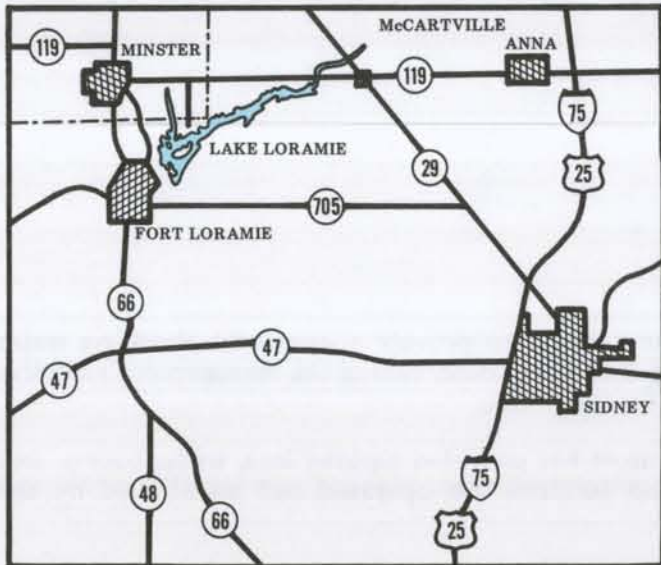 McCARTVILLE
119
MINSTER
ANNA
119
75
LAKE LORAMIE
29
25
705
FORT LORAMIE
66
47
47
SIDNEY
75
48
66
25